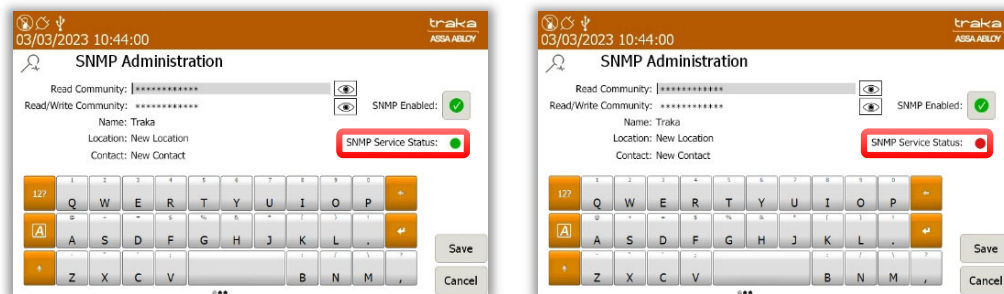 traka
03/03/2023 10:44:00
ASSA ABLOY
SNMP Administration
Read Community: ************
Read/Write Community: ************
SNMP Enabled:
Name: Traka
Location: New Location
SNMP Service Status:
Contact: New Contact
123
Q W E R T Y U I O P
A
A S D F G H J K L .
Save
Z X C V B N M ,
Cancel
traka
03/03/2023 10:44:00
ASSA ABLOY
SNMP Administration
Read Community: ************
Read/Write Community: ************
SNMP Enabled:
Name: Traka
Location: New Location
SNMP Service Status:
Contact: New Contact
Q W E R T Y U I O P
A
A S D F G H J K L .
Save
Z X C V B N M ,
Cancel